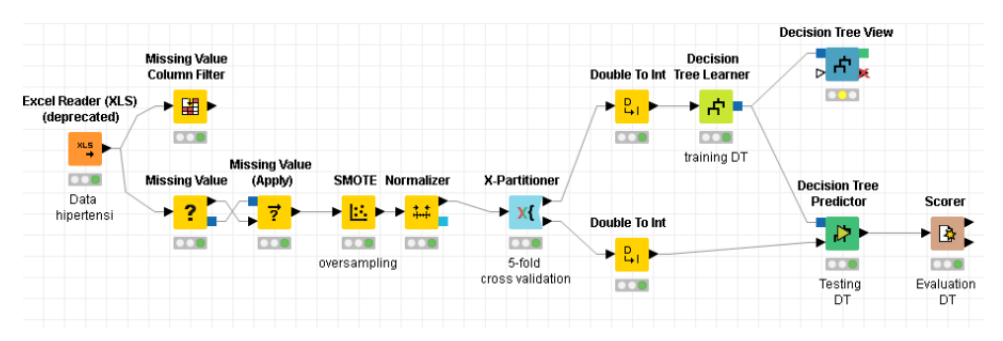 Decision Tree View
Missing Value
Column Filter
Excel Reader (XLS)
(deprecated)
XLS
Data
hipertensi
Missing Value
?
Missing Value
(Apply)
?
SMOTE
oversampling
Normalizer
X-Partitioner
X{
5-fold
cross validation
Double To Int
D
I
Decision
Tree Learner
training DT
Double To Int
D
I
Decision Tree
Predictor
Testing
DT
Scorer
Evaluation
DT